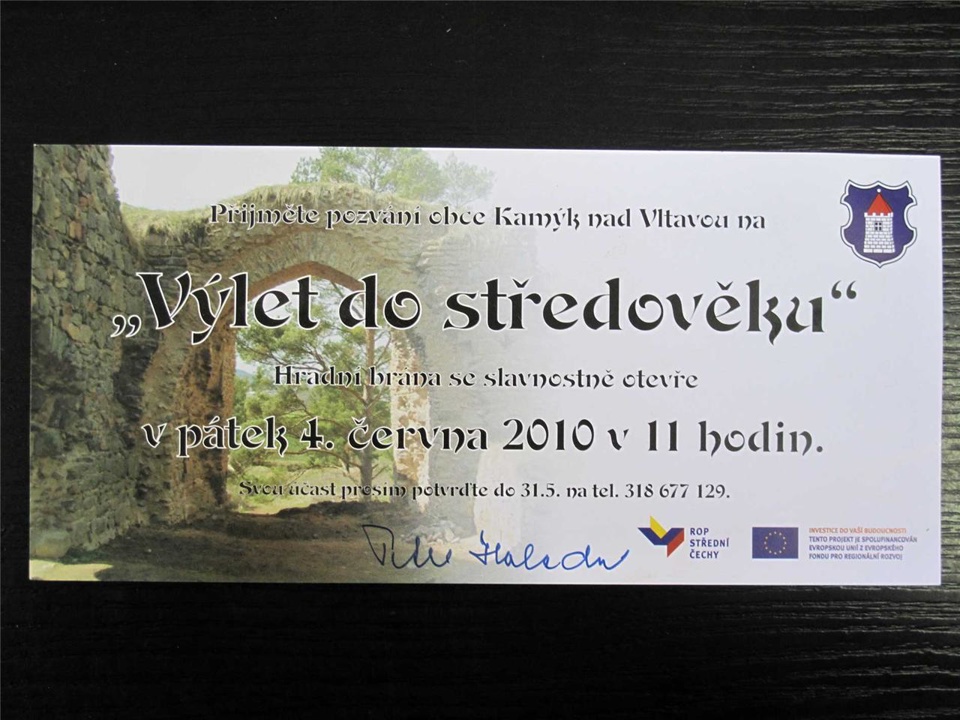 Přijměte pozvání obce Kamýk nad Vltavou na
„Výlet do středověku“
Hradní brána se slavnostně otevře
v pátek 4. června 2010 v 11 hodin.
Svou účast prosím potvrďte do 31.5. na tel. 318 677 129.
ROP
STŘEDNÍ
ČECHY
INVESTICE DO VAŠÍ BUDOUCNOSTI
TENTO PROJEKT JE SPOLUFINANCOVÁN
EVROPSKOU UNIÍ Z EVROPSKÉHO
FONDU PRO REGIONÁLNÍ ROZVOJ